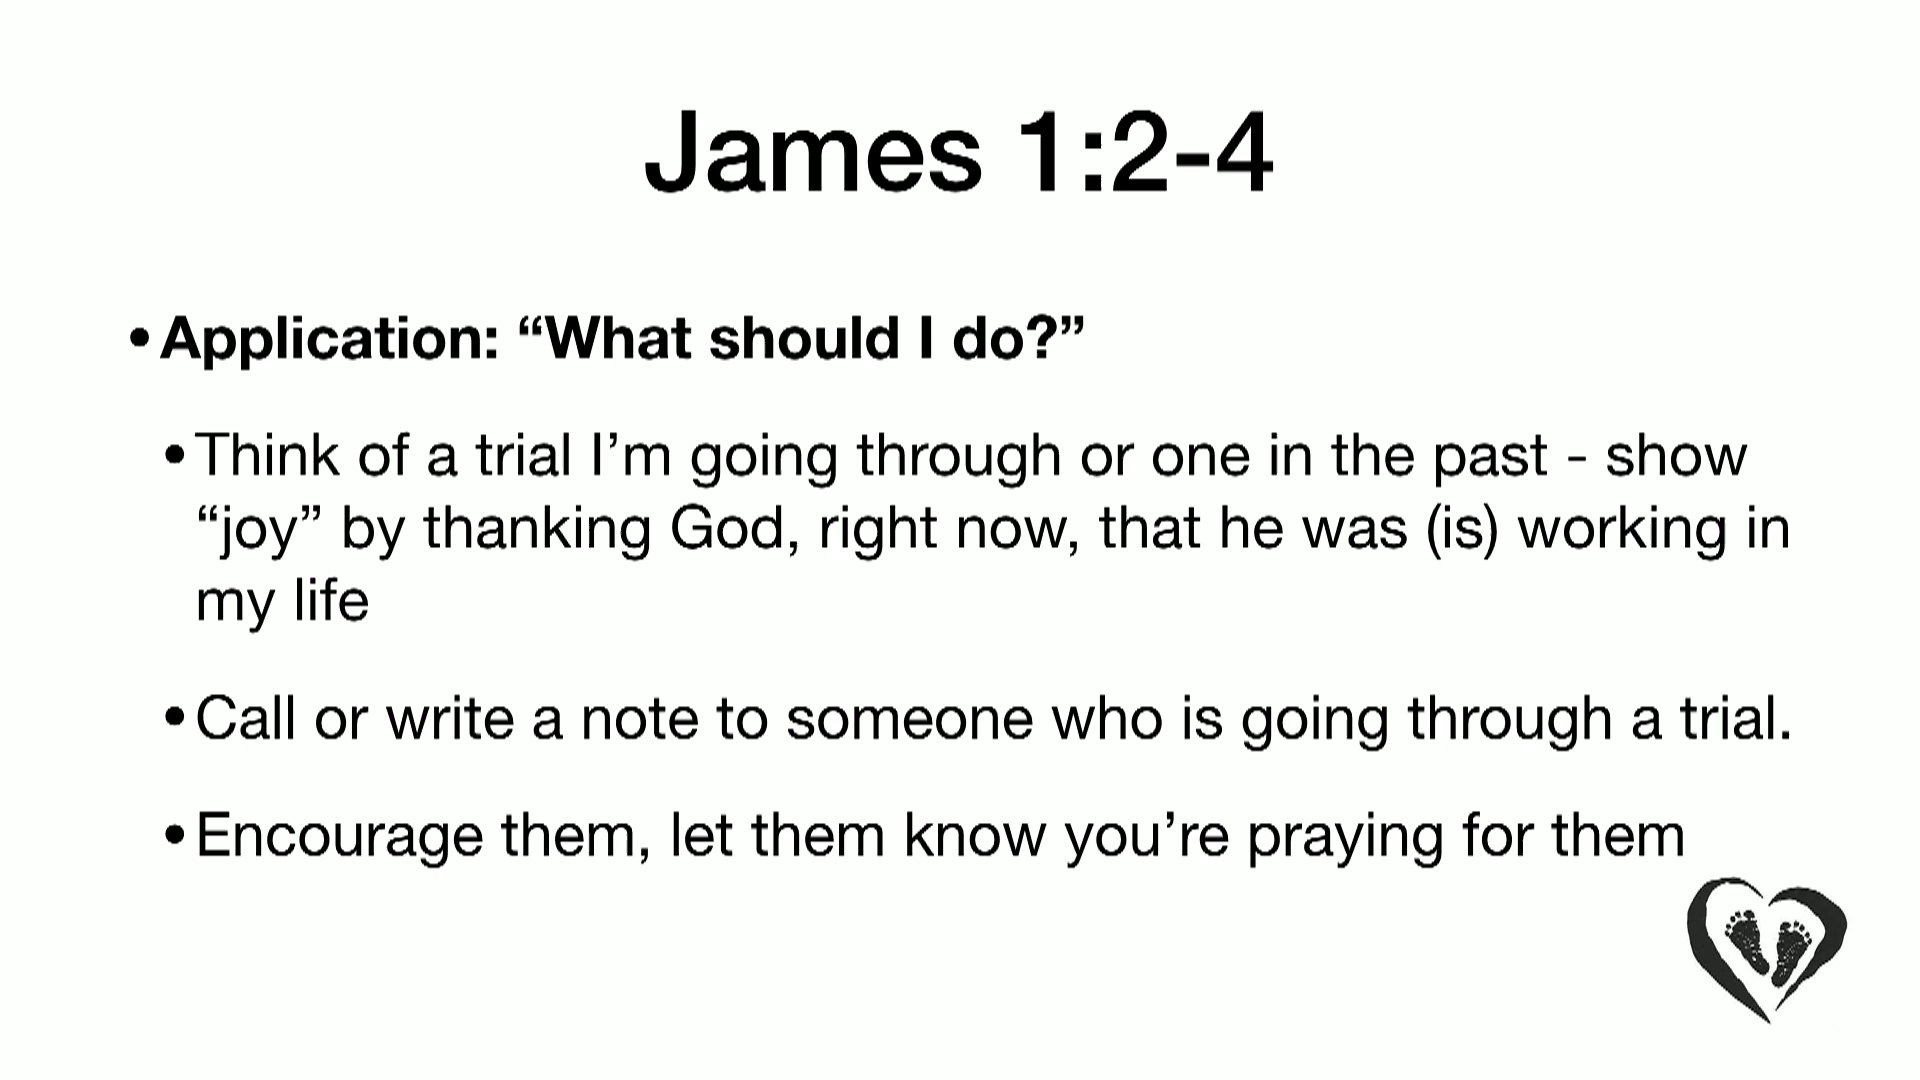 James 1:2-4
• Application: “What should I do?”
• Think of a trial I’m going through or one in the past - show
“joy” by thanking God, right now, that he was (is) working in
my life
• Call or write a note to someone who is going through a trial.
• Encourage them, let them know you’re praying for them